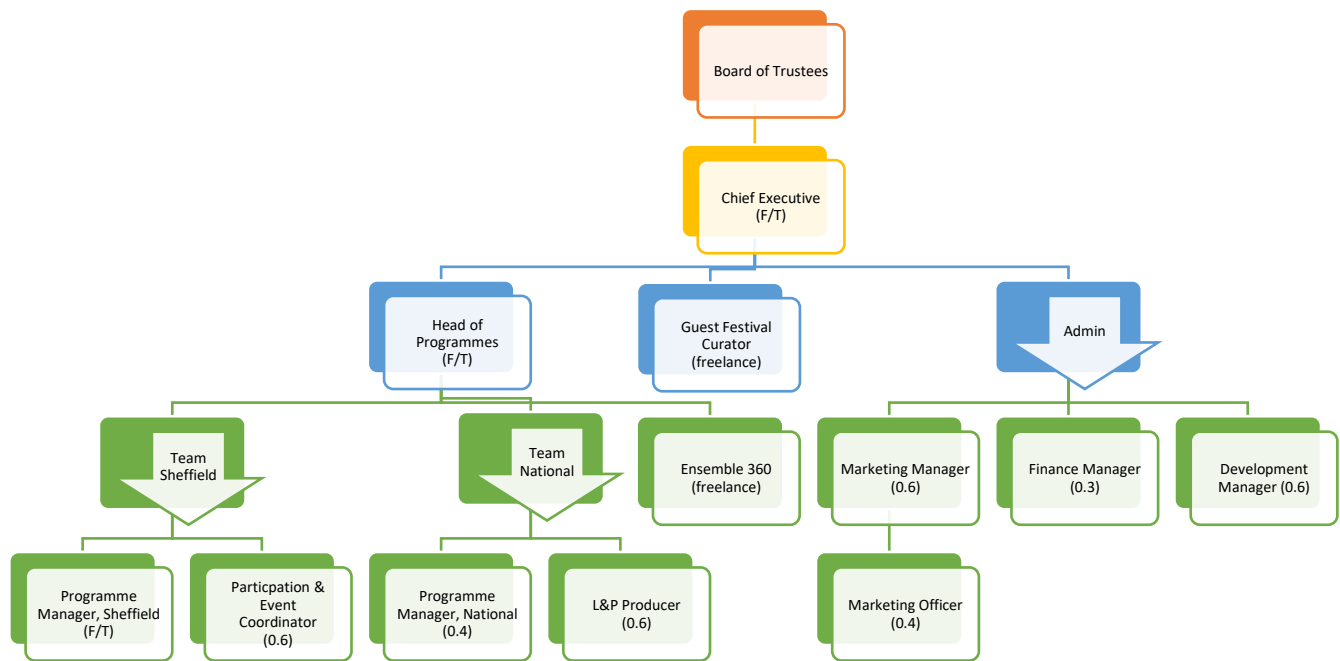 Board of Trustees
Chief Executive
(F/T)
Head of
Programmes
(F/T)
Guest Festival
Curator
(freelance)
Admin
Team
Sheffield
Team
National
Ensemble 360
(freelance)
Marketing Manager
(0.6)
Finance Manager
(0.3)
Development
Manager (0.6)
Programme
Manager, Sheffield
(F/T)
Particpation &
Event
Coordinator
(0.6)
Programme
Manager, National
(0.4)
L&P Producer
(0.6)
Marketing Officer
(0.4)